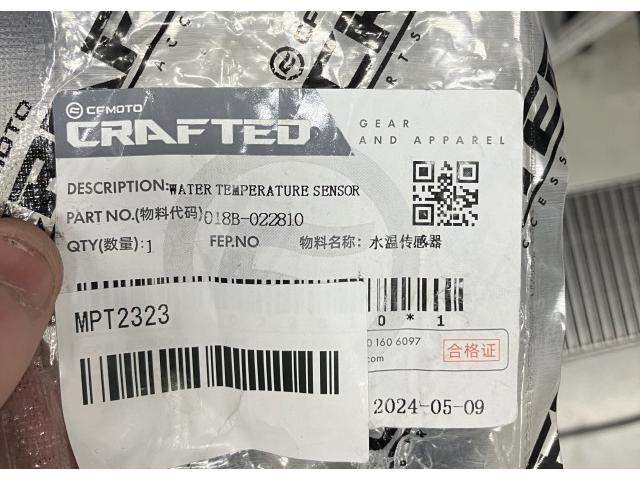 CFMOTO
CRAFTED
GEAR
AND APPAREL
DESCRIPTION:WATER TEMPERATURE SENSOR
PART NO.(物料代码)018B-022810
QTY(数量):1 FEP.NO 物料名称: 水温传感器
0*1
MPT2323
160 6097
.com
合格证
2024-05-09